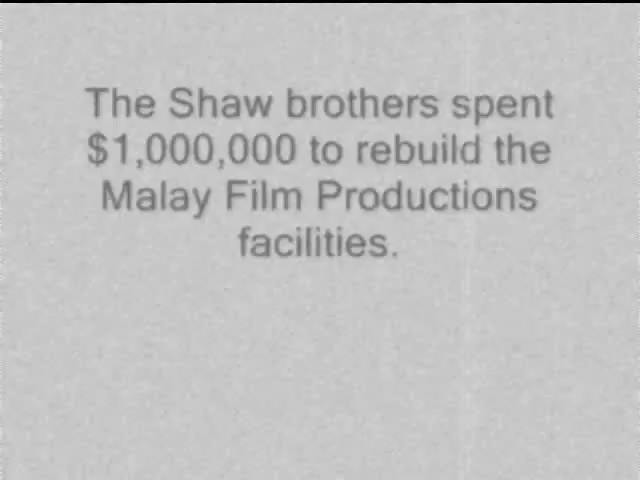 The Shaw brothers spent
$1,000,000 to rebuild the
Malay Film Productions
facilities.